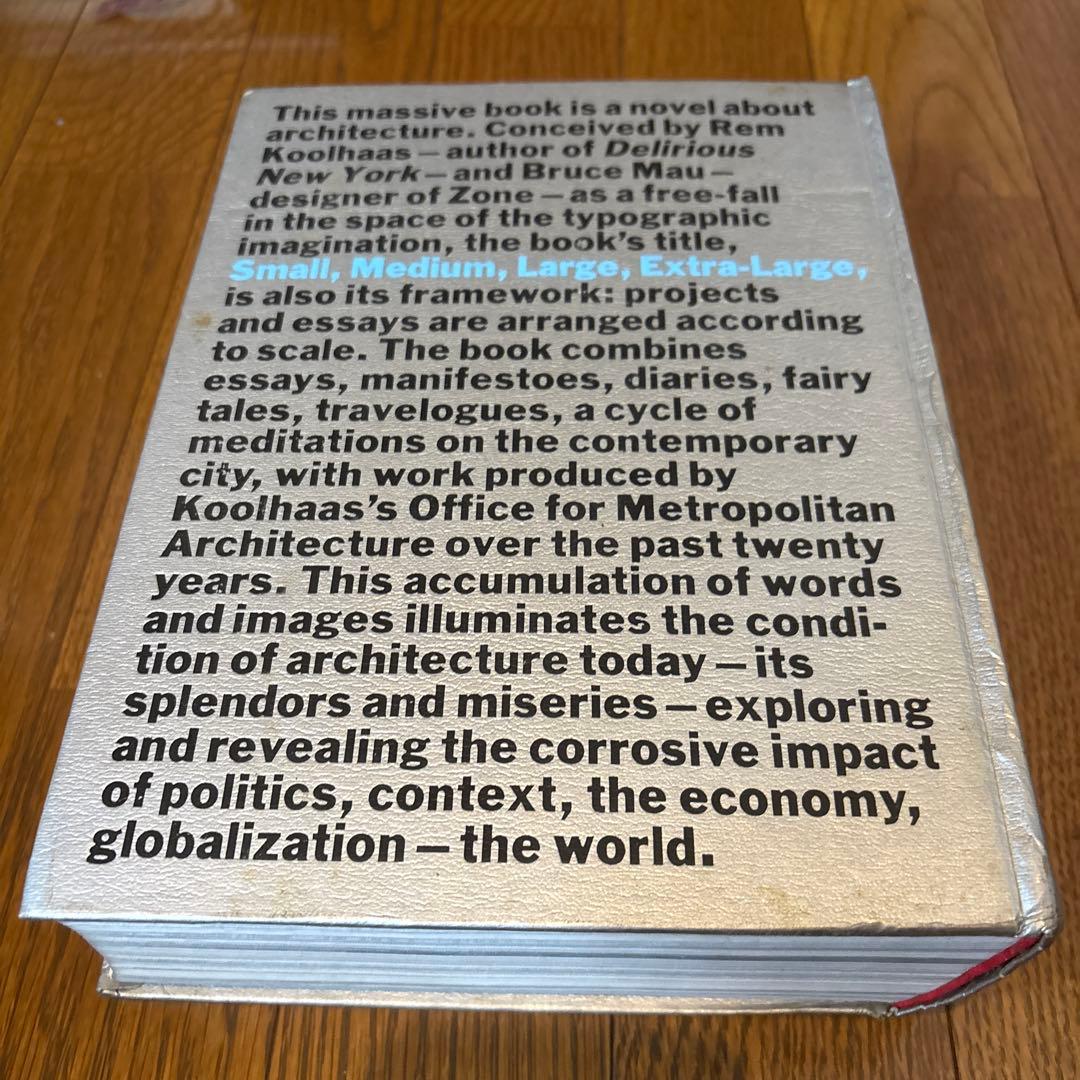 This massive book is a novel about
architecture. Conceived by Rem
Koolhaas – author of Delirious
New York – and Bruce Mau –
designer of Zone – as a free-fall
in the space of the typographic
imagination, the book's title,
Small, Medium, Large, Extra-Large,
is also its framework: projects
and essays are arranged according
to scale. The book combines
essays, manifestoes, diaries, fairy
tales, travelogues, a cycle of
meditations on the contemporary
city, with work produced by
Koolhaas's Office for Metropolitan
Architecture over the past twenty
years. This accumulation of words
and images illuminates the condi-
tion of architecture today – its
splendors and miseries – exploring
and revealing the corrosive impact
of politics, context, the economy,
globalization – the world.